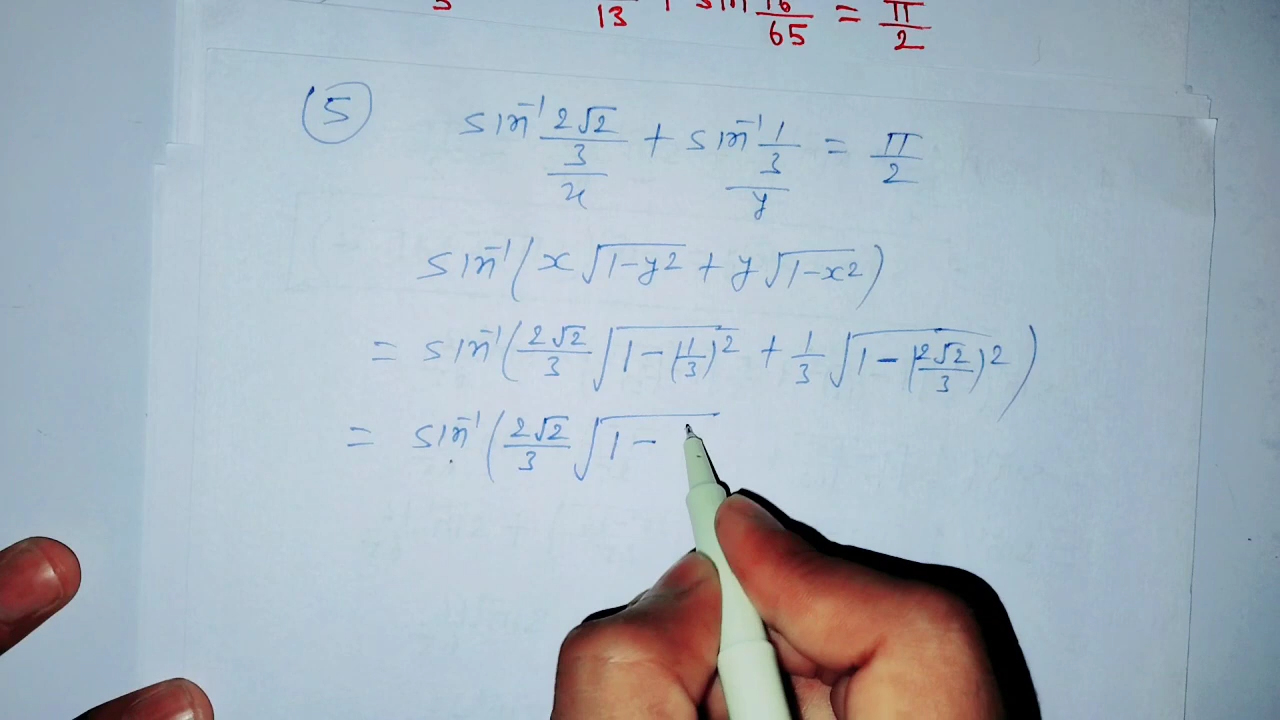 5 13 + sin 16/65 = π/2
(5) sin⁻¹ 2√2/3 + sin⁻¹ 1/3 = π/2
x y
sin⁻¹(x√1-y² + y√1-x²)
= sin⁻¹(2√2/3 √1-(1/3)² + 1/3 √1-(2√2/3)²)
= sin⁻¹(2√2/3 √1-